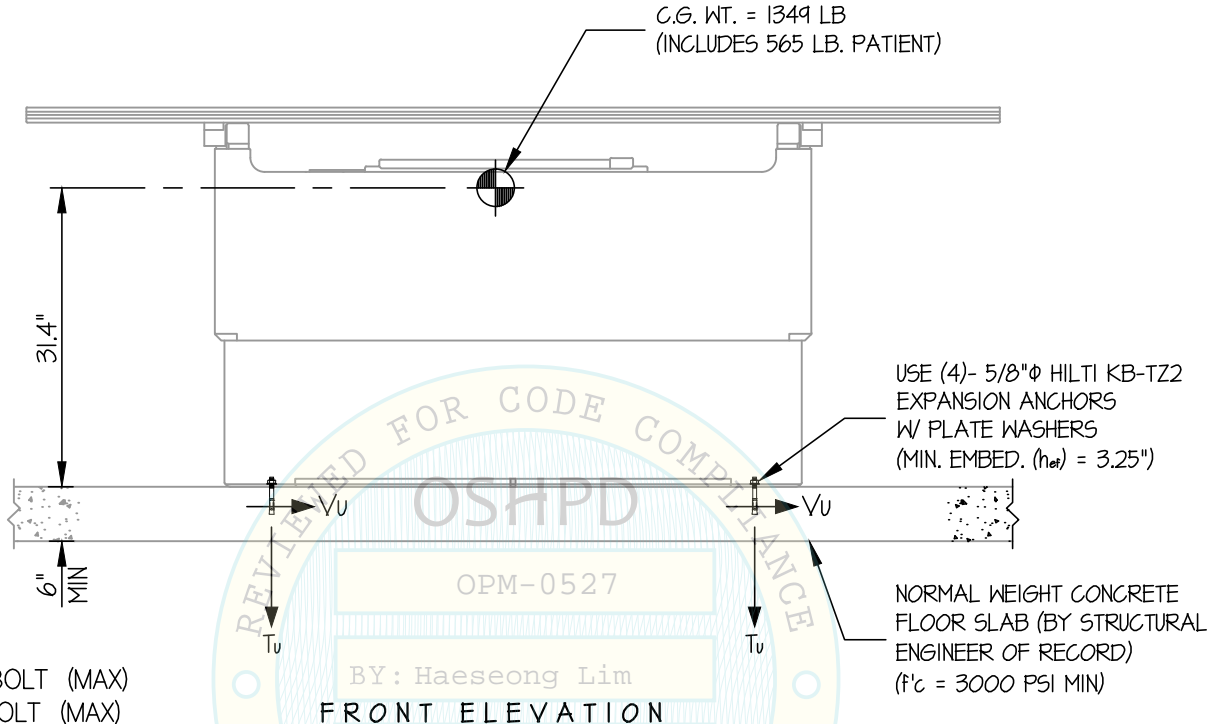 C.G. WT. = 1349 LB
(INCLUDES 565 LB. PATIENT)
31.4"
USE (4)- 5/8"Φ HILTI KB-TZ2
EXPANSION ANCHORS
W/ PLATE WASHERS
(MIN. EMBED. (hef) = 3.25")
VU
VU
6"
MIN
TU
TU
NORMAL WEIGHT CONCRETE
FLOOR SLAB (BY STRUCTURAL
ENGINEER OF RECORD)
(f'c = 3000 PSI MIN)
REVIEWED FOR CODE COMPLIANCE
OSHPD
OPM-0527
BY: Haeseong Lim
BOLT (MAX)
BOLT (MAX)
FRONT ELEVATION